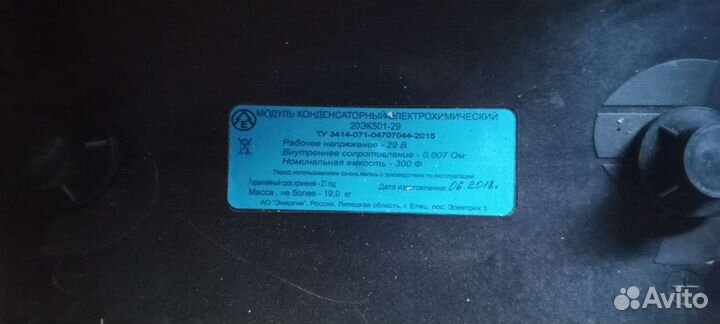 МОДУЛЬ КОНДЕНСАТОРНЫЙ ЭЛЕКТРОХИМИЧЕСКИЙ
20ЭК501-29
ТУ 3414-071-04707044-2015
Рабочее напряжение - 29 В
Внутреннее сопротивление - 0,007 Ом
Номинальная емкость - 300 Ф
Перед использованием ознакомьтесь с руководством по эксплуатации
Гарантийный срок хранения - 21 год
Дата изготовления: 06.2018г
Масса , не более - 19,0 кг
АО "Энергия", Россия, Липецкая область, г. Елец, пос. Электрик 1
Avito